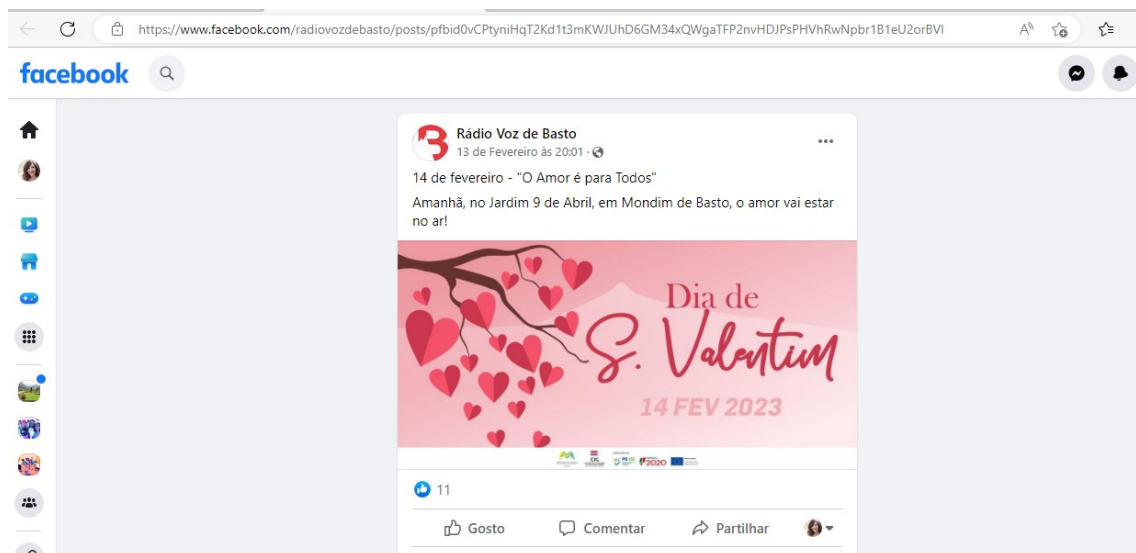 https://www.facebook.com/radiovozdebasto/posts/pfbid0vCPtyniHqT2Kd1t3mKWJUhD6GM34xQWgaTFP2nvHDJPsPHVhRwNpbr1B1eU2orBVl
facebook
Rádio Voz de Basto
13 de Fevereiro às 20:01 ·
14 de fevereiro - "O Amor é para Todos"
Amanhã, no Jardim 9 de Abril, em Mondim de Basto, o amor vai estar
no ar!
Dia de
S. Valentim
14 FEV 2023
CIG
2020
11
Gosto Comentar Partilhar